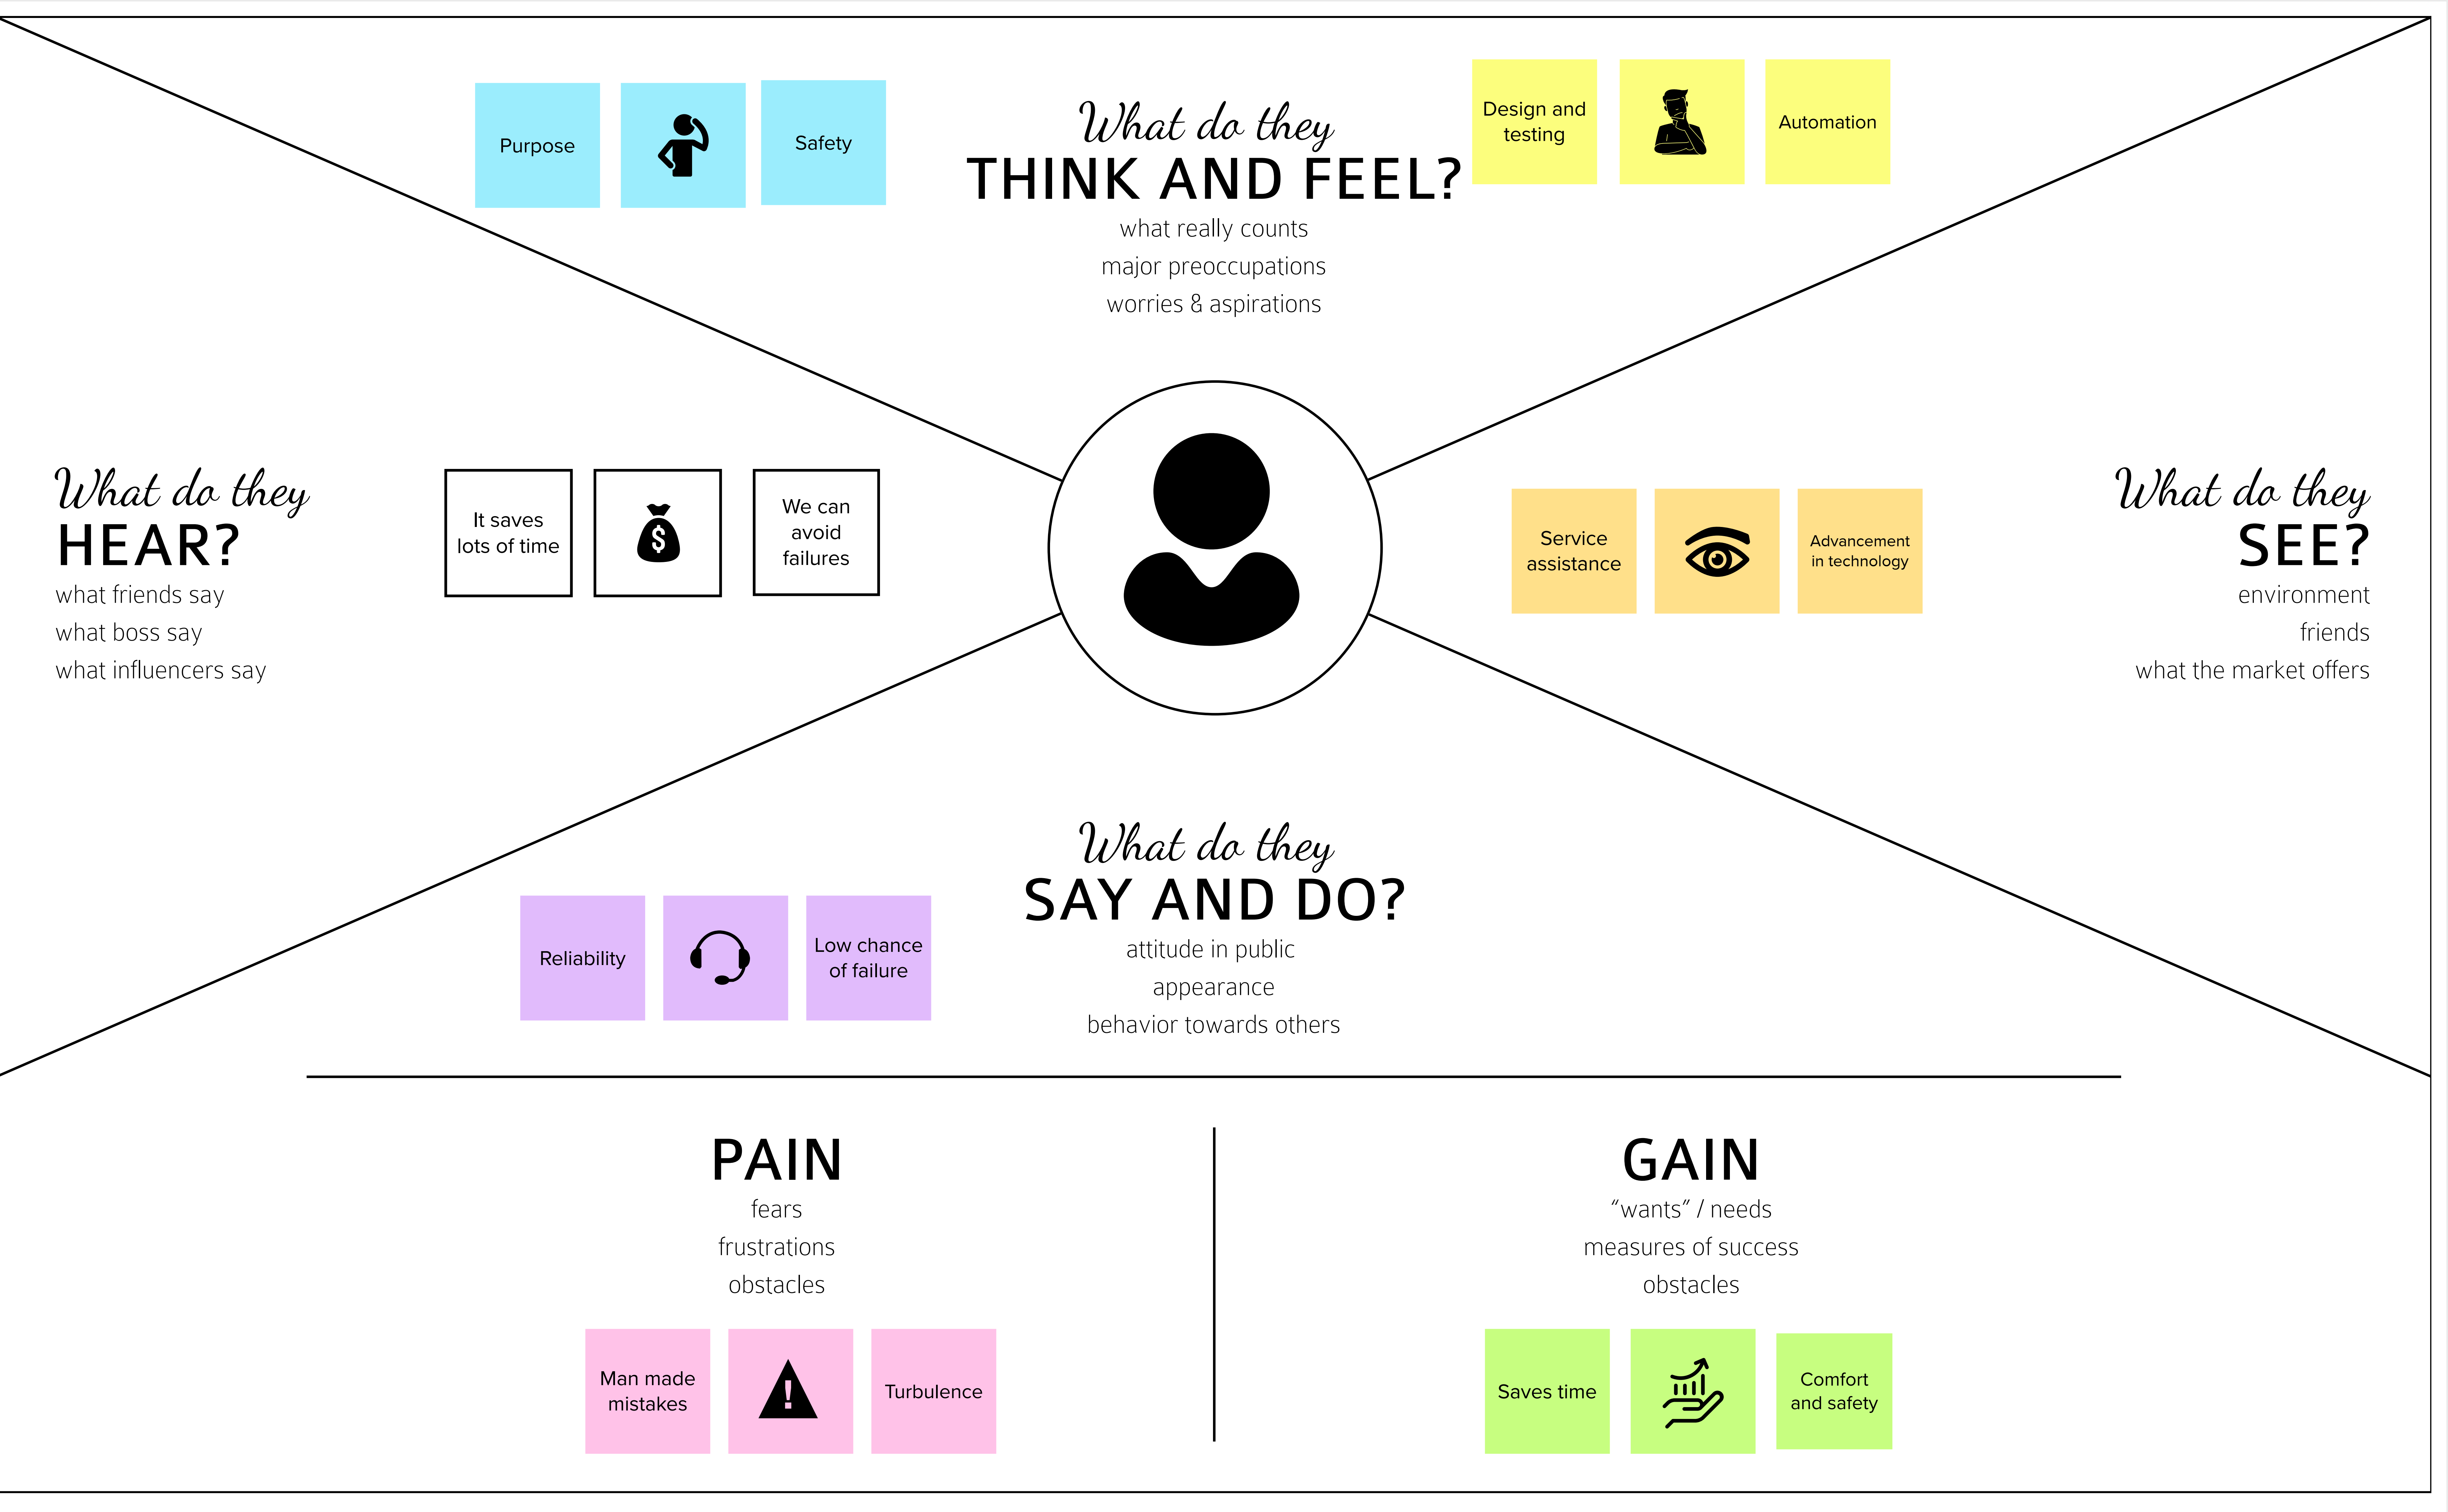 Purpose
Safety
What do they
THINK AND FEEL?
what really counts
major preoccupations
worries & aspirations
Design and
testing
Automation
What do they
HEAR?
what friends say
what boss say
what influencers say
It saves
lots of time
$
We can
avoid
failures
Service
assistance
Advancement
in technology
What do they
SEE?
environment
friends
what the market offers
What do they
SAY AND DO?
attitude in public
appearance
behavior towards others
Reliability
Low chance
of failure
PAIN
fears
frustrations
obstacles
Man made
mistakes
!
Turbulence
GAIN
“wants” / needs
measures of success
obstacles
Saves time
Comfort
and safety